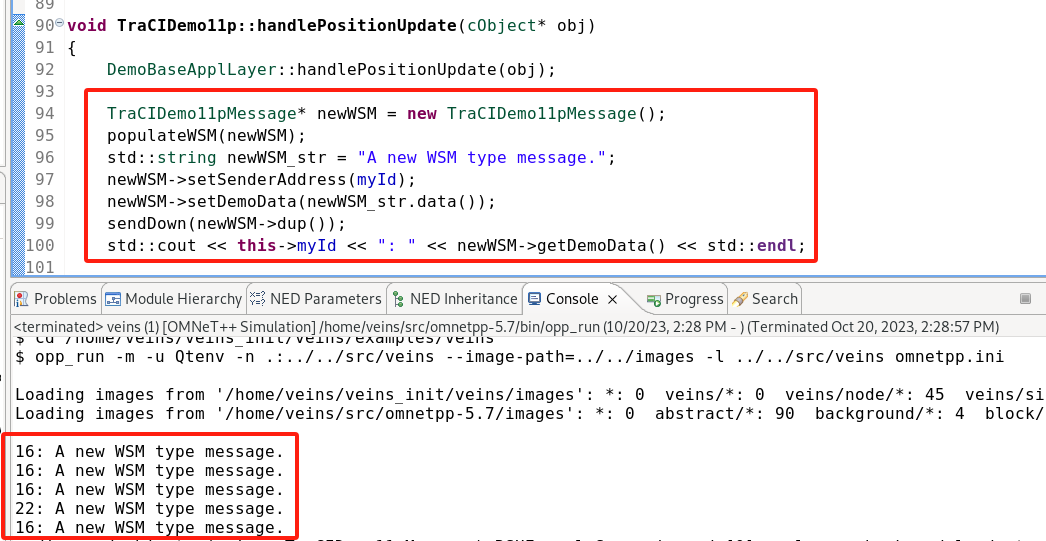 89
90 void TraCIDemo11p::handlePositionUpdate(cObject* obj)
91 {
92 DemoBaseApplLayer::handlePositionUpdate(obj);
93
94 TraCIDemo11pMessage* newWSM = new TraCIDemo11pMessage();
95 populateWSM(newWSM);
96 std::string newWSM_str = "A new WSM type message.";
97 newWSM->setSenderAddress(myId);
98 newWSM->setDemoData(newWSM_str.data());
99 sendDown(newWSM->dup());
100 std::cout << this->myId << ": " << newWSM->getDemoData() << std::endl;
101
Problems Module Hierarchy NED Parameters NED Inheritance Console Progress Search
<terminated> veins (1) [OMNeT++ Simulation] /home/veins/src/omnetpp-5.7/bin/opp_run (10/20/23, 2:28 PM - ) (Terminated Oct 20, 2023, 2:28:57 PM)
$ cd /home/veins/veins_init/veins/examples/veins
$ opp_run -m -u Qtenv -n .:../../src/veins --image-path=../../images -l ../../src/veins omnetpp.ini
Loading images from '/home/veins/veins_init/veins/images': *: 0 veins/*: 0 veins/node/*: 45 veins/si
Loading images from '/home/veins/src/omnetpp-5.7/images': *: 0 abstract/*: 90 background/*: 4 block/
16: A new WSM type message.
16: A new WSM type message.
16: A new WSM type message.
22: A new WSM type message.
16: A new WSM type message.